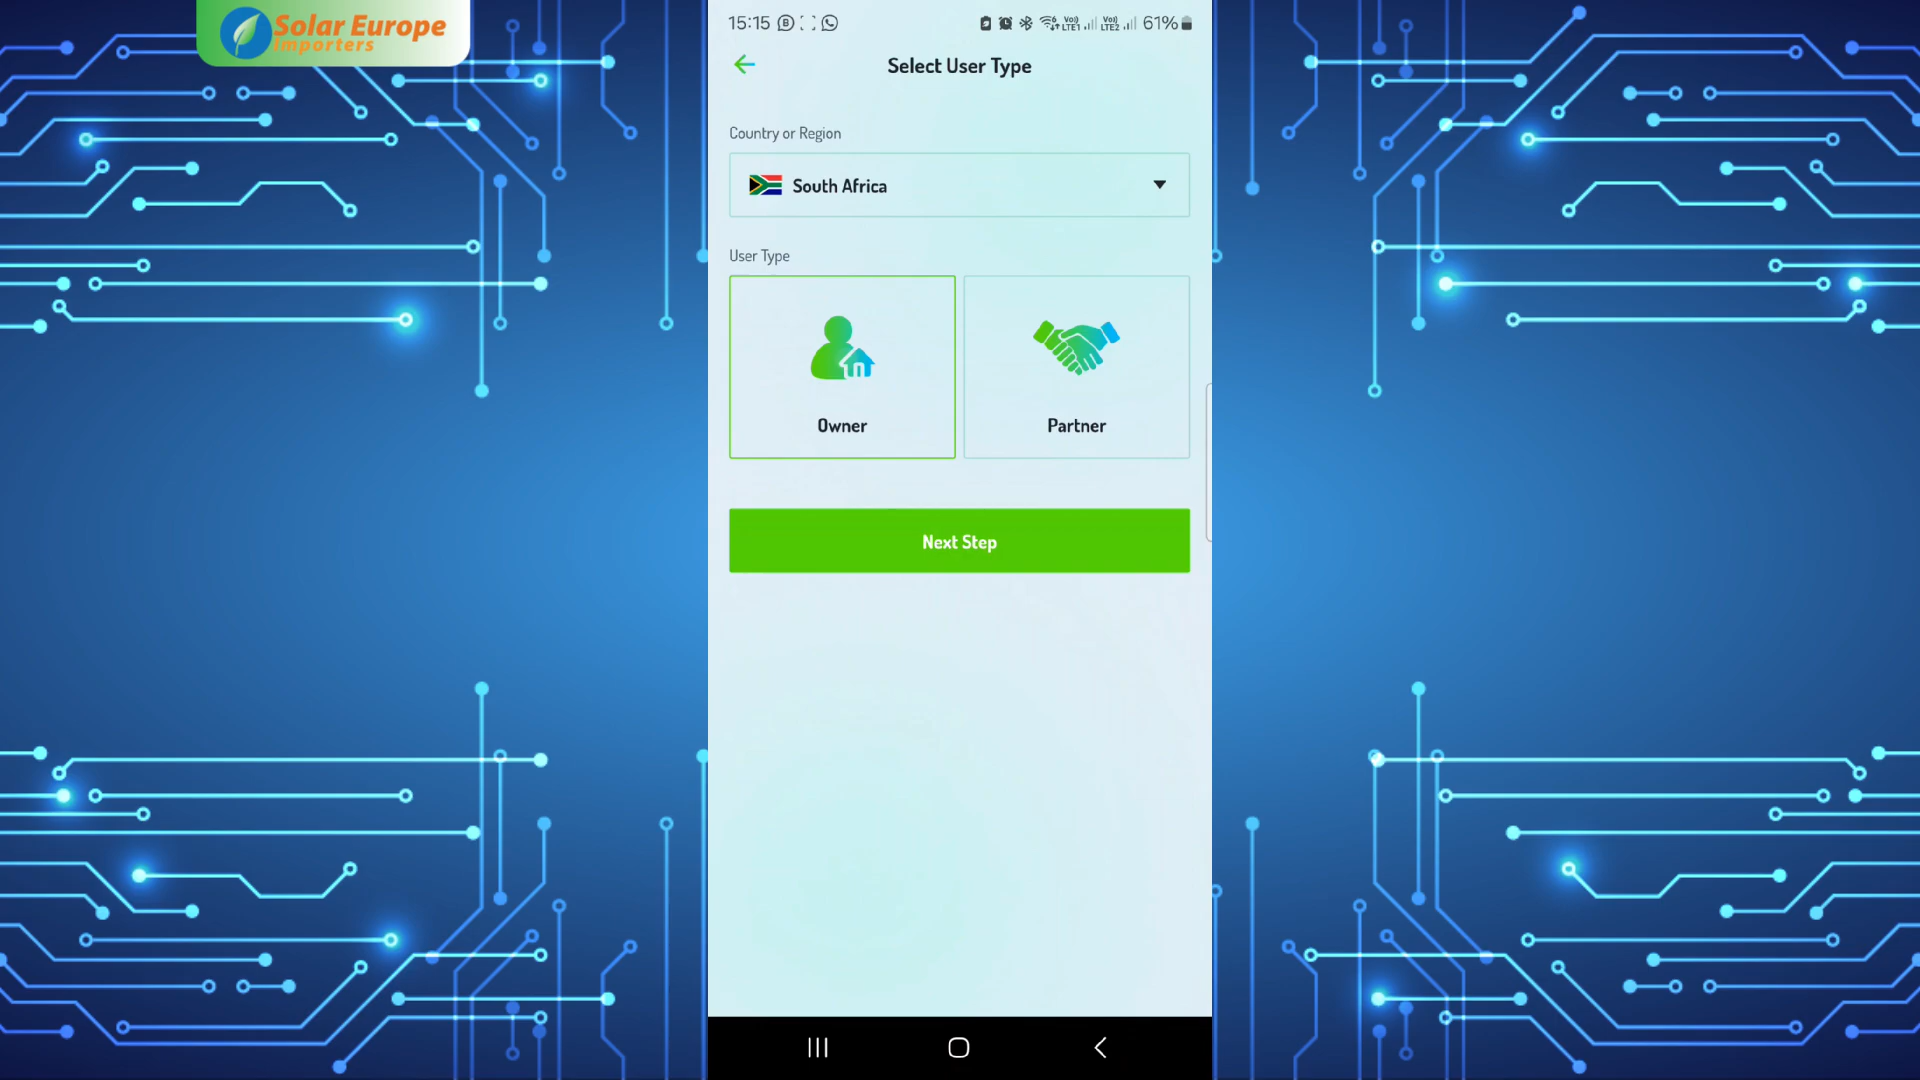 Solar Europe
Importers
15:15
61%
Select User Type
Country or Region
South Africa
User Type
Owner
Partner
Next Step